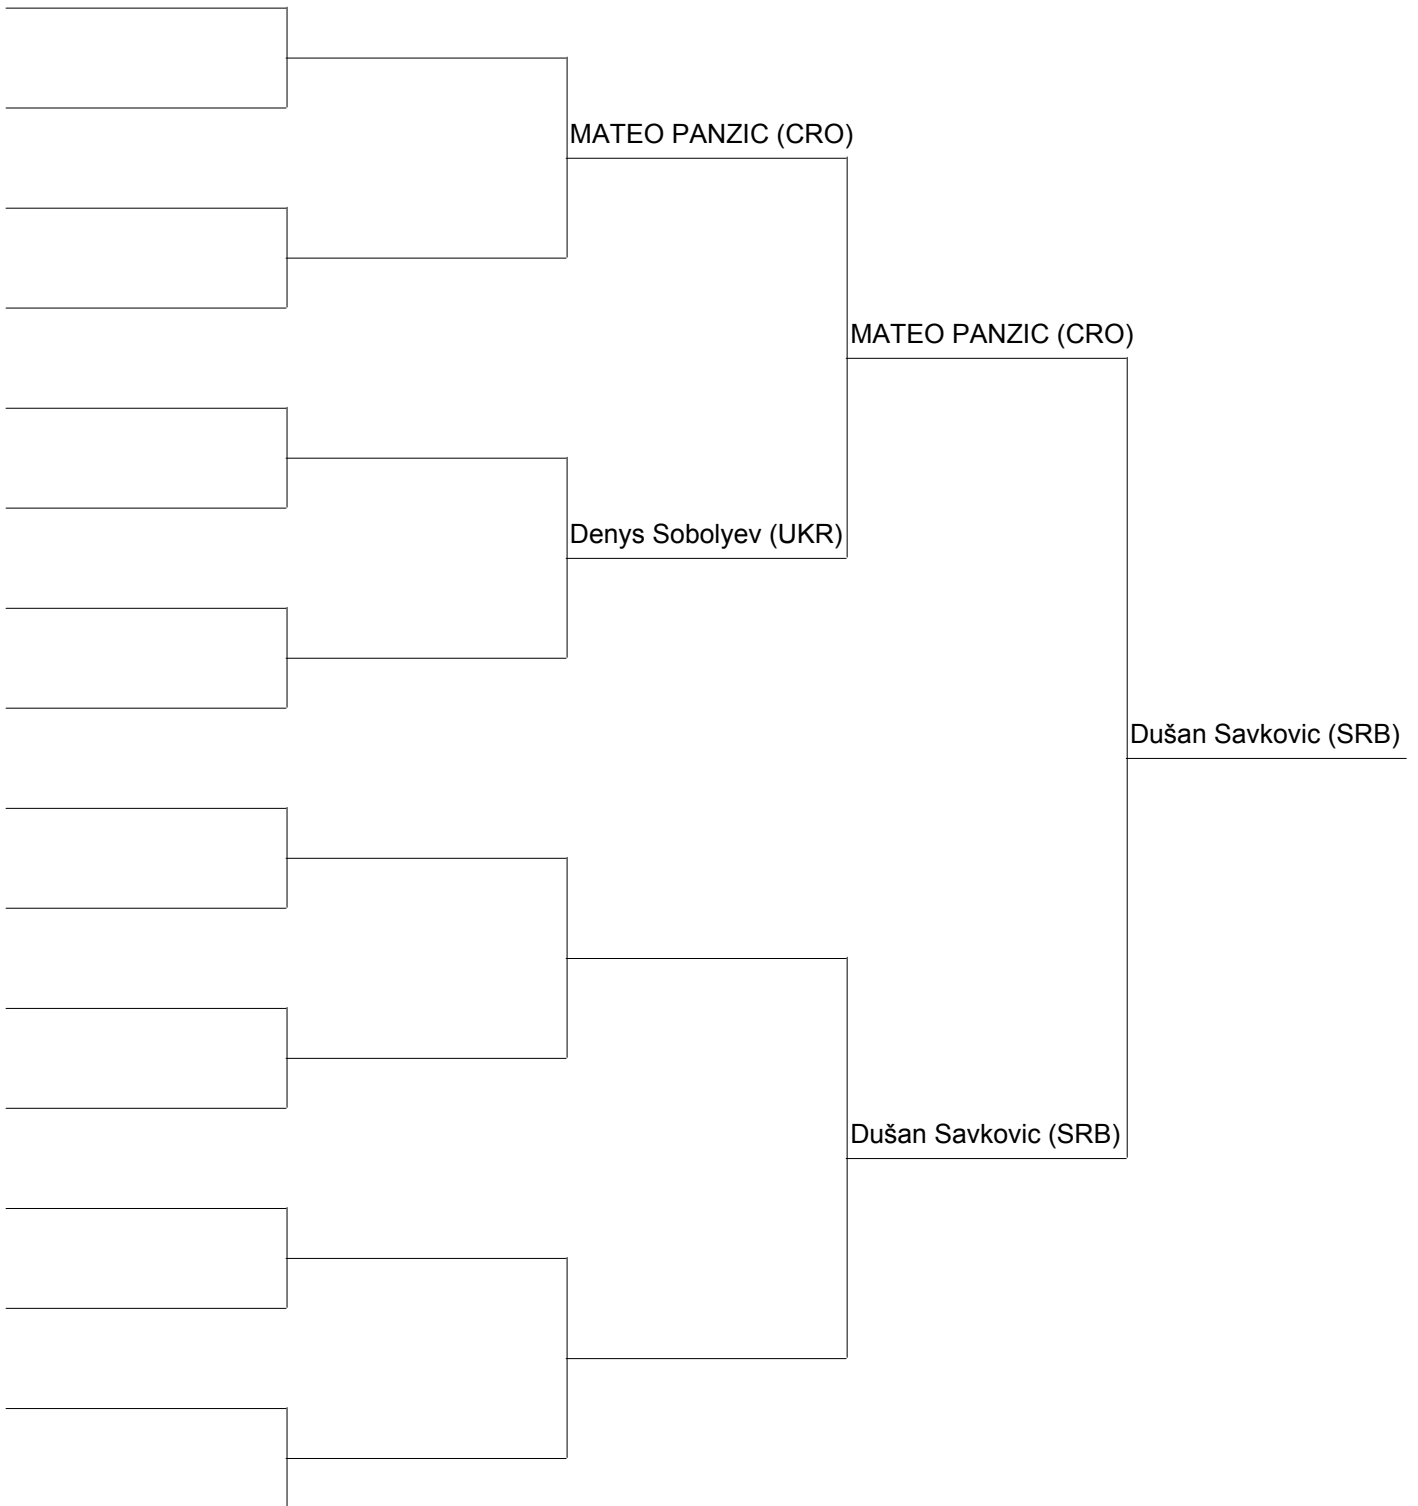 MATEO PANZIC (CRO)
MATEO PANZIC (CRO)
Denys Sobolyev (UKR)
Dušan Savkovic (SRB)
Dušan Savkovic (SRB)